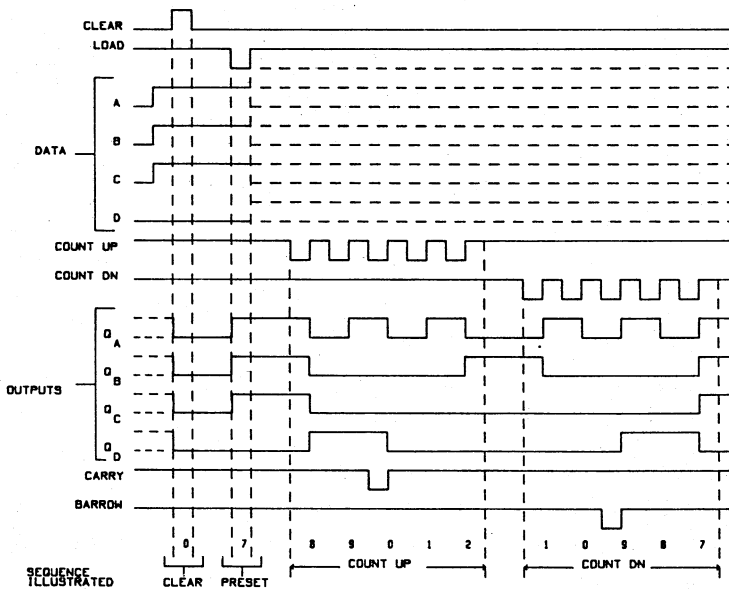 CLEAR
LOAD
A
B
DATA
C
D
COUNT UP
COUNT DN
Q A
Q B
OUTPUTS
Q C
Q D
CARRY
BARROW
0 7 8 9 0 1 2 1 0 9 8 7
SEQUENCE ILLUSTRATED CLEAR PRESET COUNT UP COUNT DN